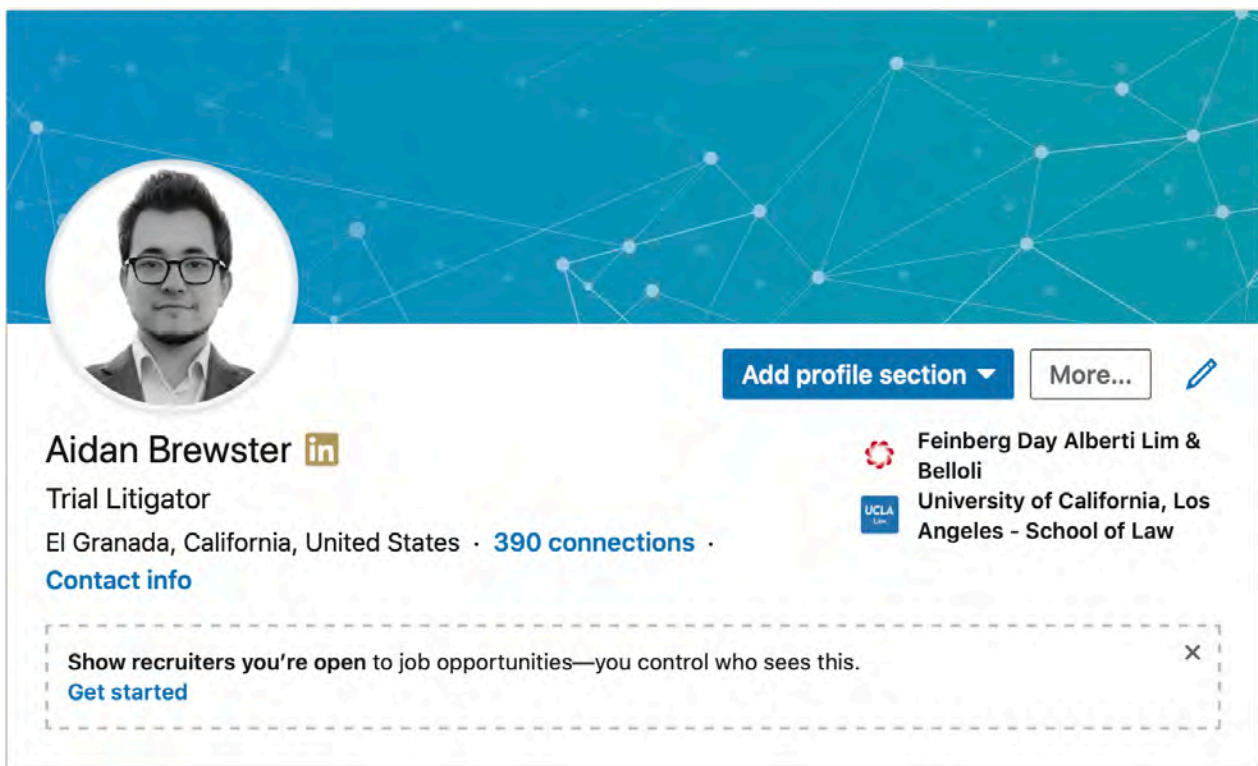 Add profile section
More...
Aidan Brewster in
Trial Litigator
El Granada, California, United States · 390 connections ·
Contact info
Feinberg Day Alberti Lim &
Belloli
UCLA
Law
University of California, Los
Angeles - School of Law
Show recruiters you're open to job opportunities—you control who sees this.
Get started